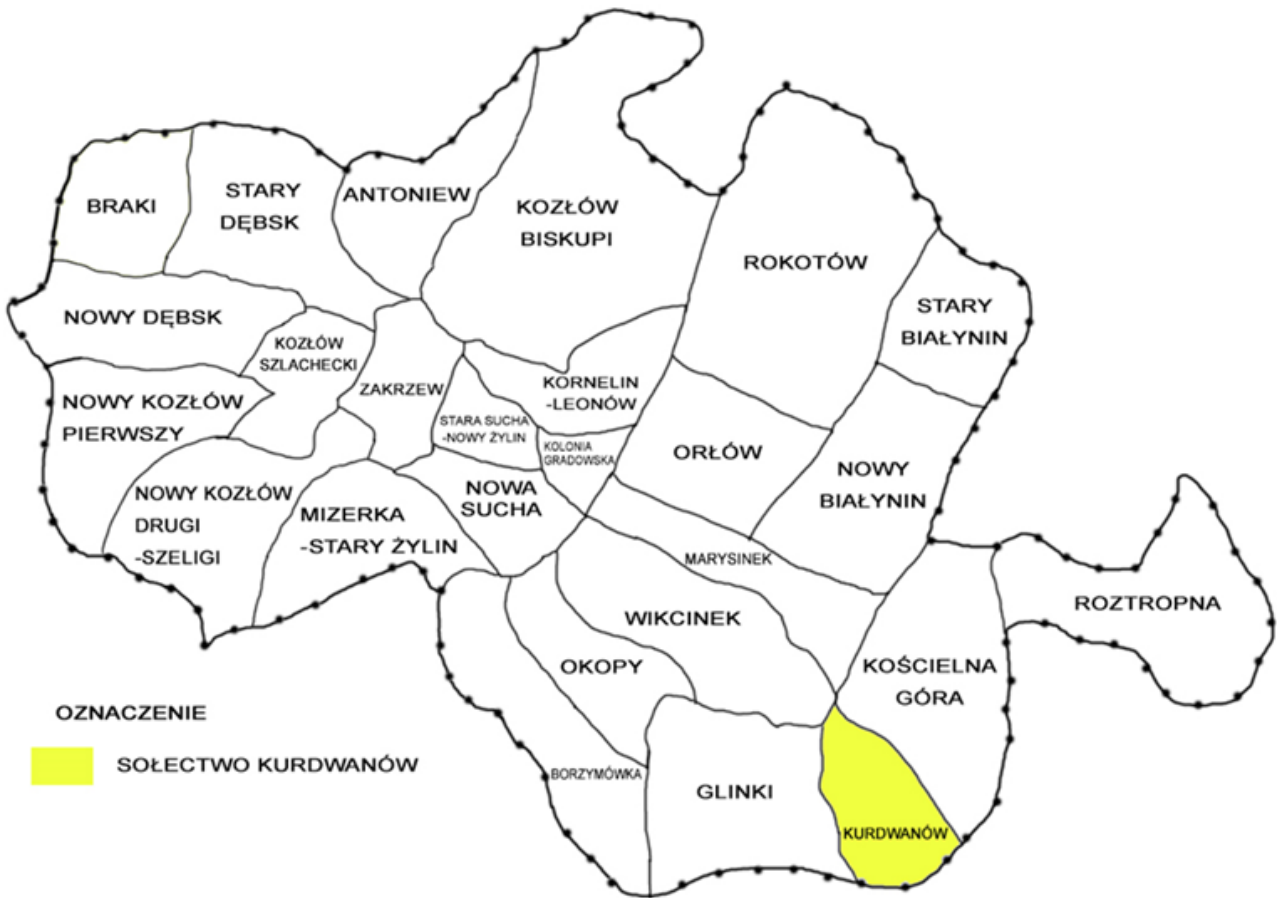 BRAKI
STARY
DĘBSK
ANTONIEW
KOZŁÓW
BISKUPI
ROKOTÓW
STARY
BIAŁYNIN
NOWY DĘBSK
KOZŁÓW
SZLACHECKI
ZAKRZEW
KORNELIN
-LEONÓW
NOWY KOZŁÓW
PIERWSZY
STARA SUCHA
-NOWY ŻYLIN
KOLONIA
GRADOWSKA
ORŁÓW
NOWY
BIAŁYNIN
NOWY KOZŁÓW
DRUGI
-SZELIGI
MIZERKA
-STARY ŻYLIN
NOWA
SUCHA
MARYSINEK
WIKCINEK
ROZTROPNA
OKOPY
KOŚCIELNA
GÓRA
BORZYMÓWKA
GLINKI
KURDWANÓW
OZNACZENIE
SOŁECTWO KURDWANÓW